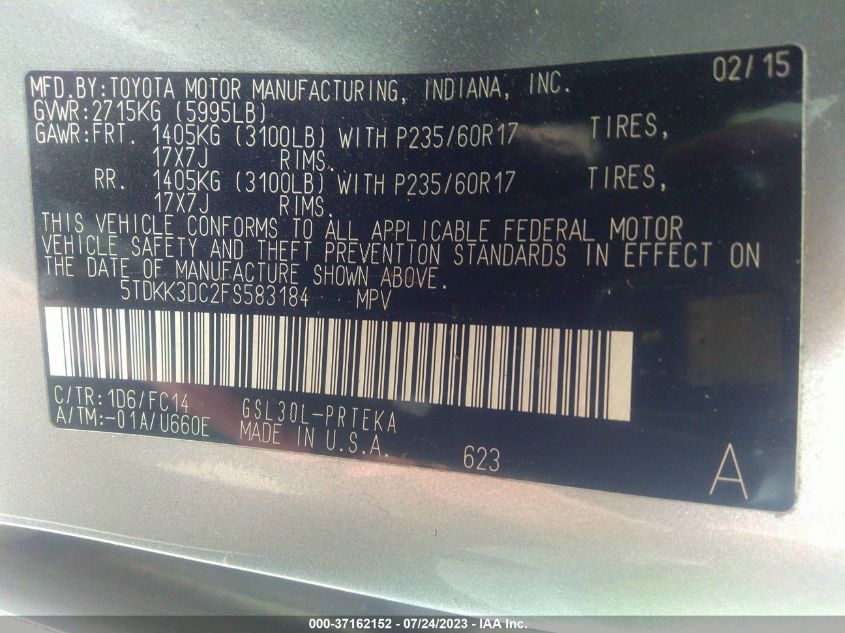 02/15
MFD.BY:TOYOTA MOTOR MANUFACTURING, INDIANA, INC.
GVWR:2715KG (5995LB)
GAWR:FRT. 1405KG (3100LB) WITH P235/60R17 TIRES,
17X7J RIMS.
RR. 1405KG (3100LB) WITH P235/60R17 TIRES,
17X7J RIMS.
THIS VEHICLE CONFORMS TO ALL APPLICABLE FEDERAL MOTOR
VEHICLE SAFETY AND THEFT PREVENTION STANDARDS IN EFFECT ON
THE DATE OF MANUFACTURE SHOWN ABOVE.
5TDKK3DC2FS583184 MPV
C/TR:1D6/FC14 GSL30L-PRTEKA
A/TM:-01A/U660E MADE IN U.S.A.
623
A
000-37162152 - 07/24/2023 - IAA Inc.